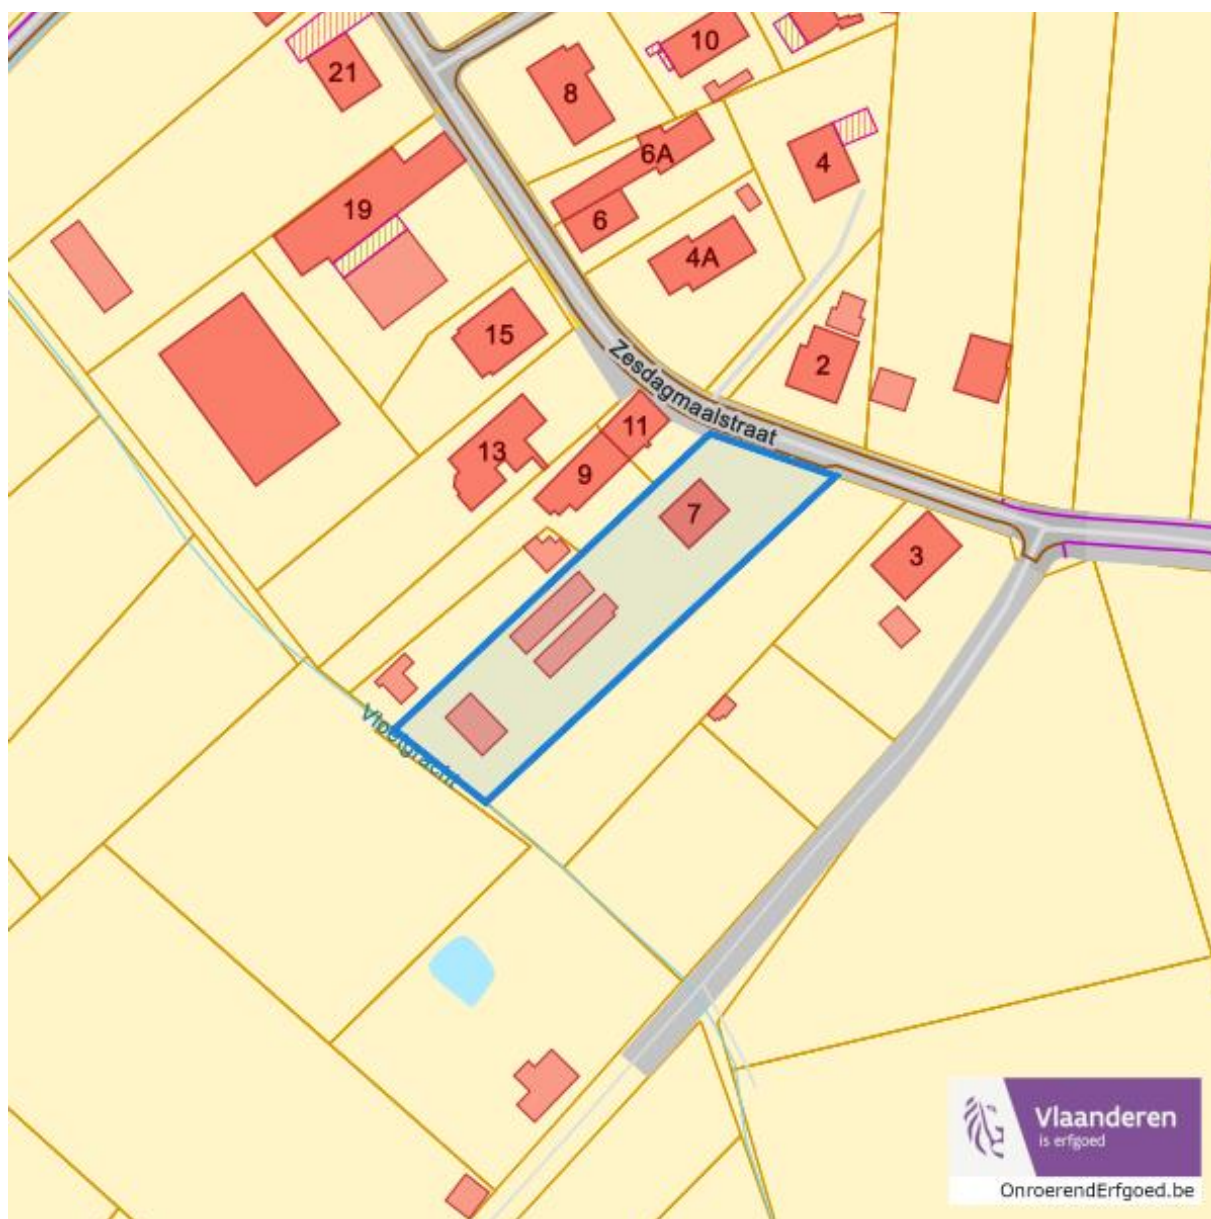 10
21
8
6A
4
19
6
4A
15
Zesdagmaalstraat
2
11
13
9
7
3
Vlootgracht
Vlaanderen
is erfgoed
OnroerendErfgoed.be